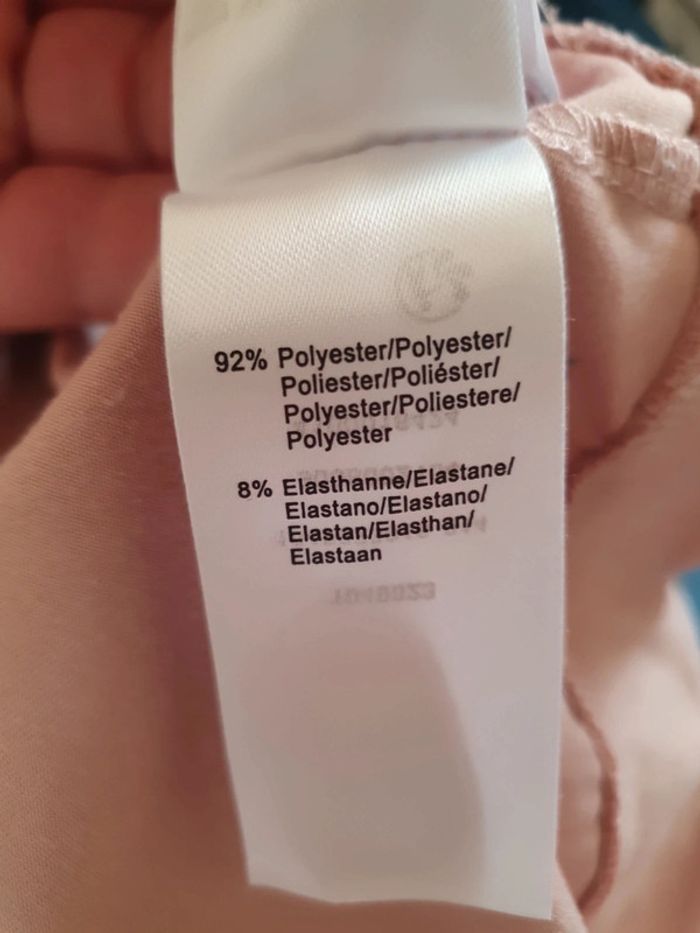 92% Polyester/Polyester/
Poliester/Poliéster/
Polyester/Poliestere/
Polyester
8% Elasthanne/Elastane/
Elastano/Elastano/
Elastan/Elasthan/
Elastaan